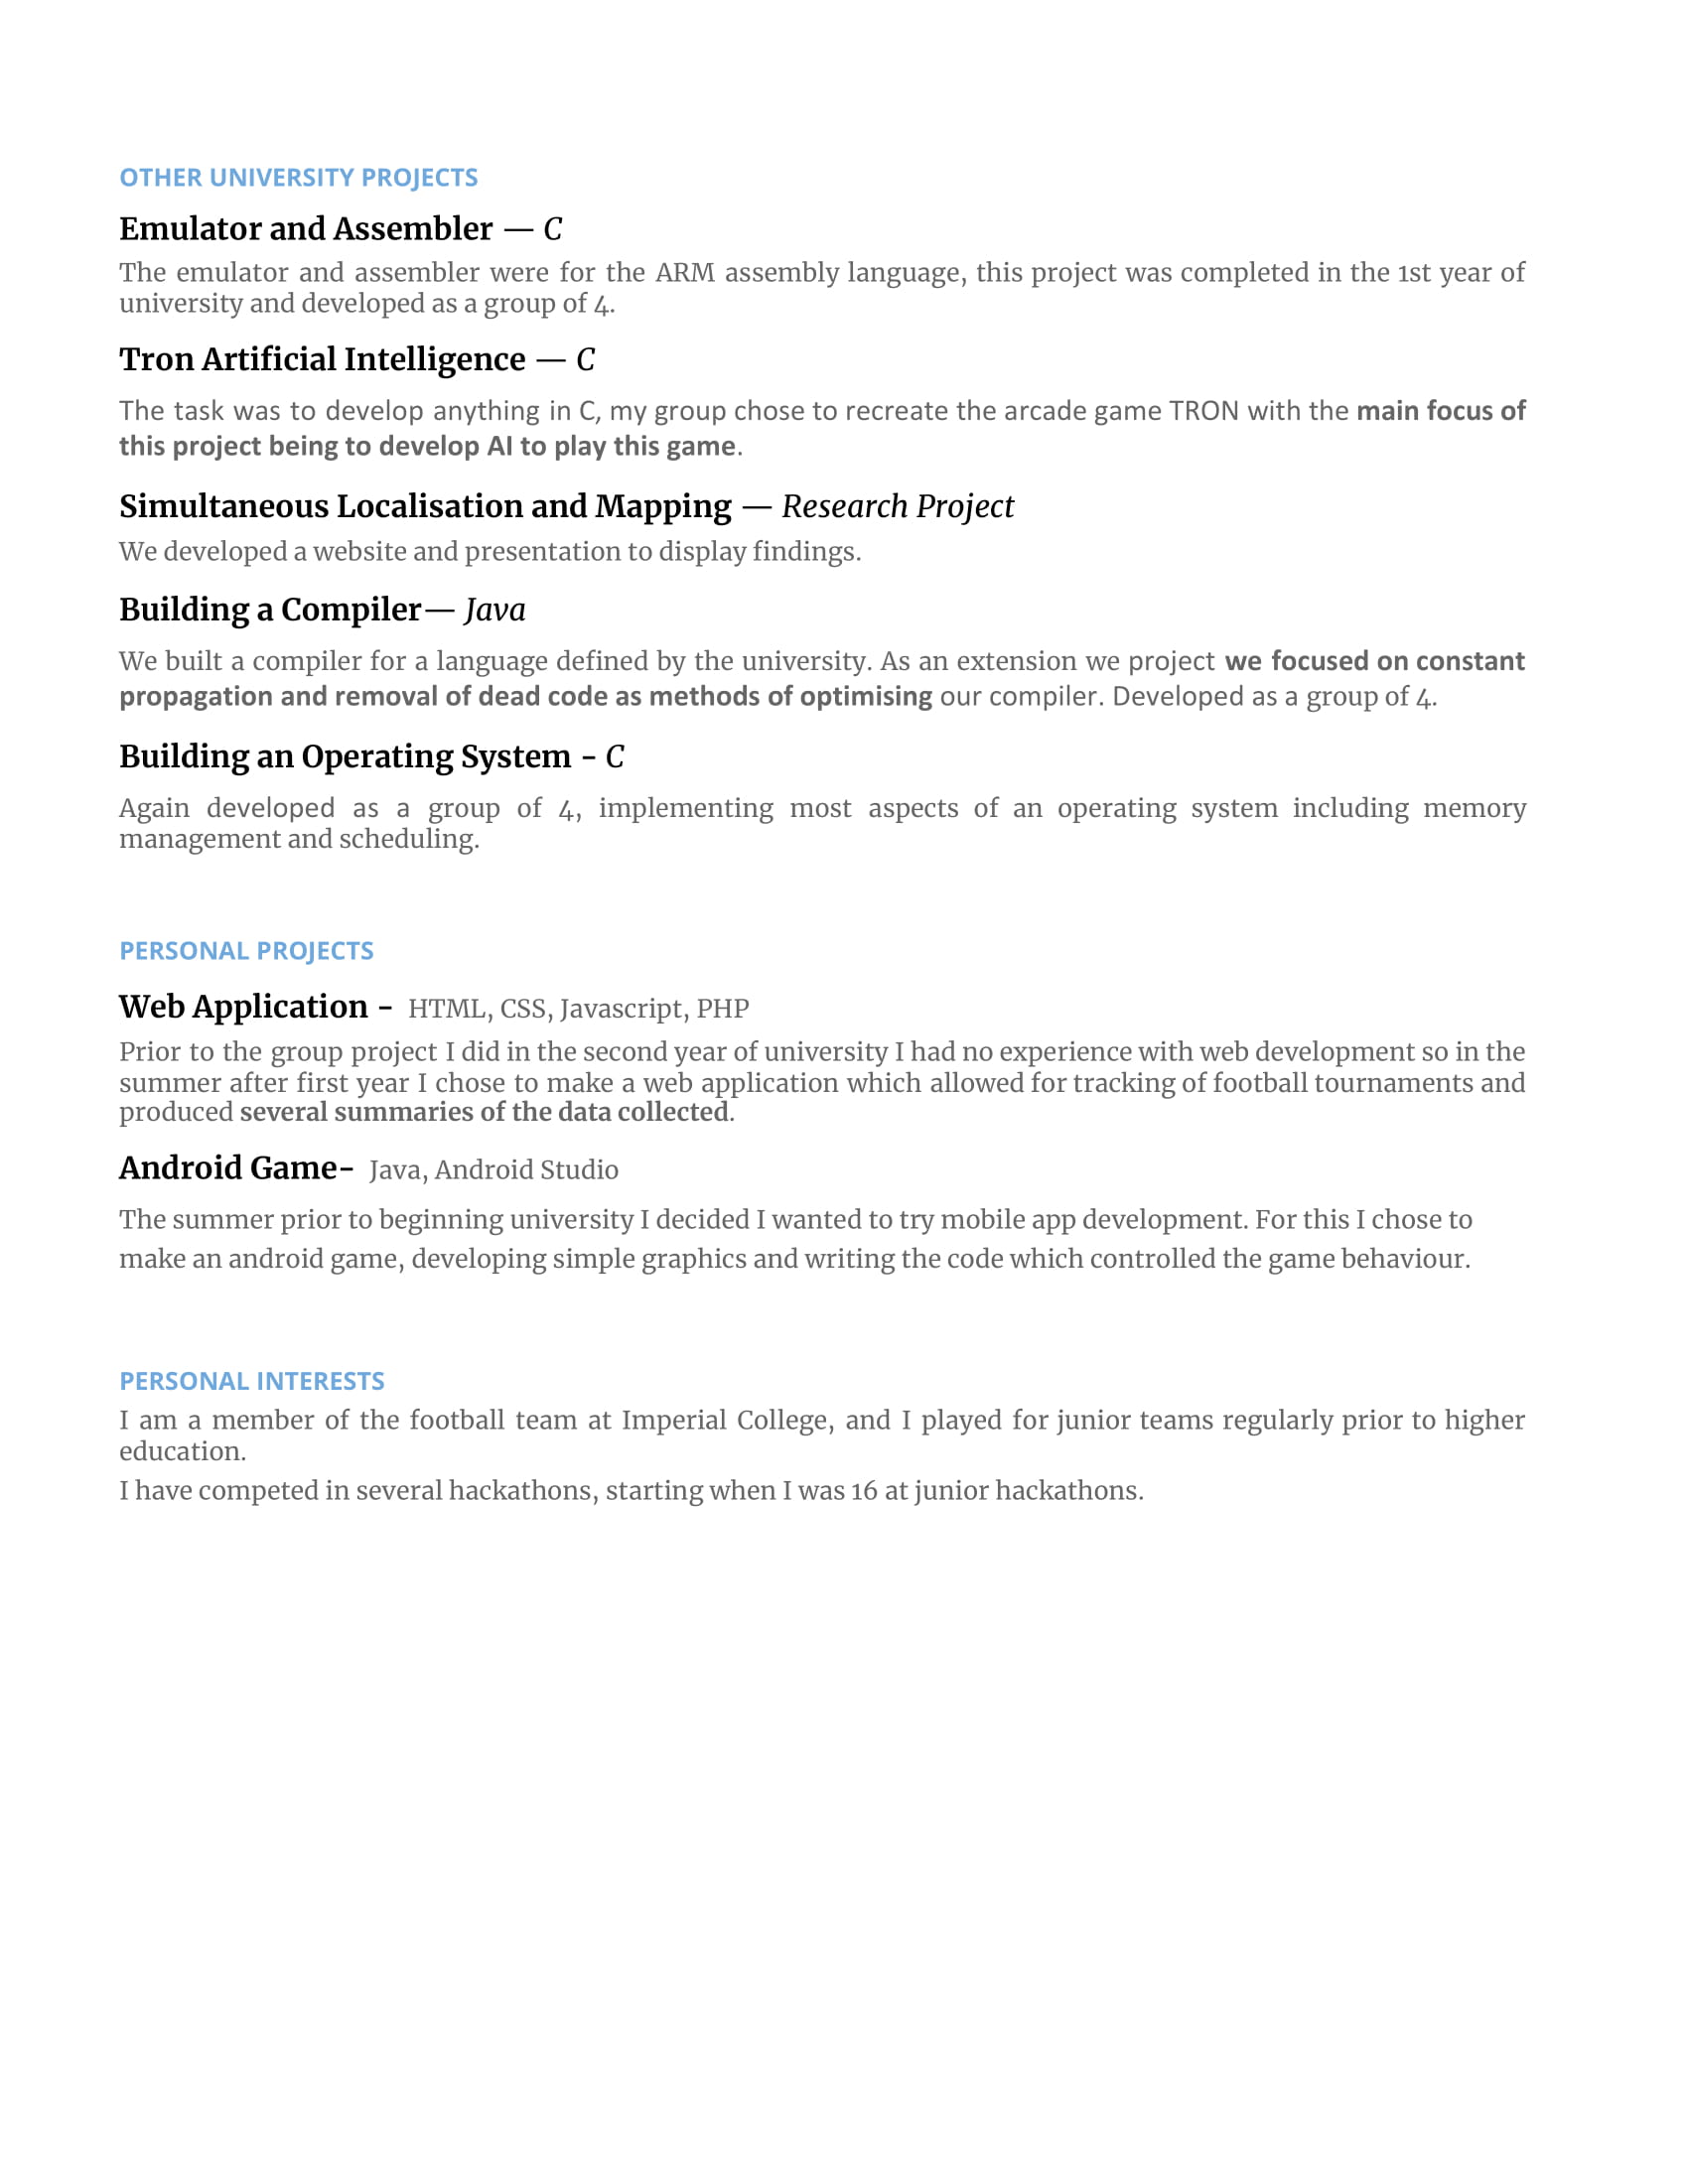 OTHER UNIVERSITY PROJECTS
Emulator and Assembler — C
The emulator and assembler were for the ARM assembly language, this project was completed in the 1st year of
university and developed as a group of 4.
Tron Artificial Intelligence — C
The task was to develop anything in C, my group chose to recreate the arcade game TRON with the main focus of
this project being to develop AI to play this game.
Simultaneous Localisation and Mapping — Research Project
We developed a website and presentation to display findings.
Building a Compiler— Java
We built a compiler for a language defined by the university. As an extension we project we focused on constant
propagation and removal of dead code as methods of optimising our compiler. Developed as a group of 4.
Building an Operating System - C
Again developed as a group of 4, implementing most aspects of an operating system including memory
management and scheduling.
PERSONAL PROJECTS
Web Application - HTML, CSS, Javascript, PHP
Prior to the group project I did in the second year of university I had no experience with web development so in the
summer after first year I chose to make a web application which allowed for tracking of football tournaments and
produced several summaries of the data collected.
Android Game- Java, Android Studio
The summer prior to beginning university I decided I wanted to try mobile app development. For this I chose to
make an android game, developing simple graphics and writing the code which controlled the game behaviour.
PERSONAL INTERESTS
I am a member of the football team at Imperial College, and I played for junior teams regularly prior to higher
education.
I have competed in several hackathons, starting when I was 16 at junior hackathons.